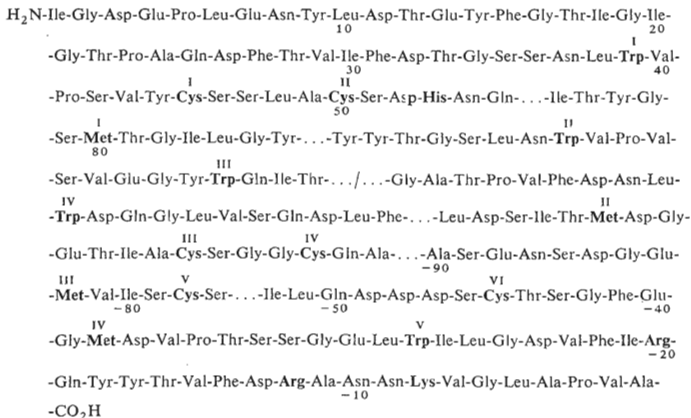 H2N-Ile-Gly-Asp-Glu-Pro-Leu-Glu-Asn-Tyr-Leu-Asp-Thr-Glu-Tyr-Phe-Gly-Thr-Ile-Gly-Ile-
10 20
I
-Gly-Thr-Pro-Ala-Gln-Asp-Phe-Thr-Val-Ile-Phe-Asp-Thr-Gly-Ser-Ser-Asn-Leu-Trp-Val-
30 40
I II
-Pro-Ser-Val-Tyr-Cys-Ser-Ser-Leu-Ala-Cys-Ser-Asp-His-Asn-Gln-...-Ile-Thr-Tyr-Gly-
50
I II
-Ser-Met-Thr-Gly-Ile-Leu-Gly-Tyr-...-Tyr-Tyr-Thr-Gly-Ser-Leu-Asn-Trp-Val-Pro-Val-
80
III
-Ser-Val-Glu-Gly-Tyr-Trp-Gln-Ile-Thr-.../...-Gly-Ala-Thr-Pro-Val-Phe-Asp-Asn-Leu-
IV II
-Trp-Asp-Gln-Gly-Leu-Val-Ser-Gln-Asp-Leu-Phe-...-Leu-Asp-Ser-Ile-Thr-Met-Asp-Gly-
III IV
-Glu-Thr-Ile-Ala-Cys-Ser-Gly-Gly-Cys-Gln-Ala-...-Ala-Ser-Glu-Asn-Ser-Asp-Gly-Glu-
-90
III V VI
-Met-Val-Ile-Ser-Cys-Ser-...-Ile-Leu-Gln-Asp-Asp-Asp-Ser-Cys-Thr-Ser-Gly-Phe-Glu-
-80 -50 -40
IV V
-Gly-Met-Asp-Val-Pro-Thr-Ser-Ser-Gly-Glu-Leu-Trp-Ile-Leu-Gly-Asp-Val-Phe-Ile-Arg-
-20
-Gln-Tyr-Tyr-Thr-Val-Phe-Asp-Arg-Ala-Asn-Asn-Lys-Val-Gly-Leu-Ala-Pro-Val-Ala-
-10
-CO2H